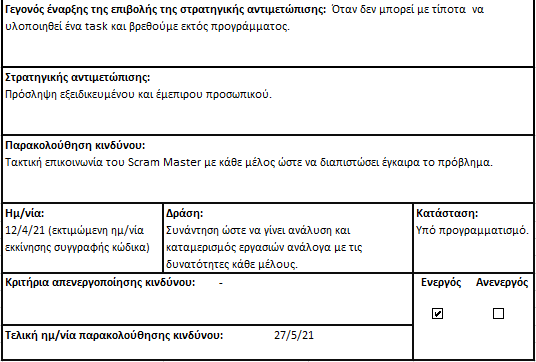 Γεγονός έναρξης της επιβολής της στρατηγικής αντιμετώπισης: Όταν δεν μπορεί με τίποτα να
υλοποιηθεί ένα task και βρεθούμε εκτός προγράμματος.
Στρατηγικής αντιμετώπισης:
Πρόσληψη εξειδικευμένου και έμεπιρου προσωπικού.
Παρακολούθηση κινδύνου:
Τακτική επικοινωνία του Scram Master με κάθε μέλος ώστε να διαπιστώσει έγκαιρα το πρόβλημα.
Ημ/νία:
12/4/21 (εκτιμώμενη ημ/νία
εκκίνησης συγγραφής κώδικα)
Δράση:
Συνάντηση ώστε να γίνει ανάλυση και
καταμερισμός εργασιών ανάλογα με τις
δυνατότητες κάθε μέλους.
Κατάσταση:
Υπό προγραμματισμό.
Κριτήρια απενεργοποίησης κινδύνου: -
Ενεργός Ανενεργός
Τελική ημ/νία παρακολούθησης κινδύνου: 27/5/21